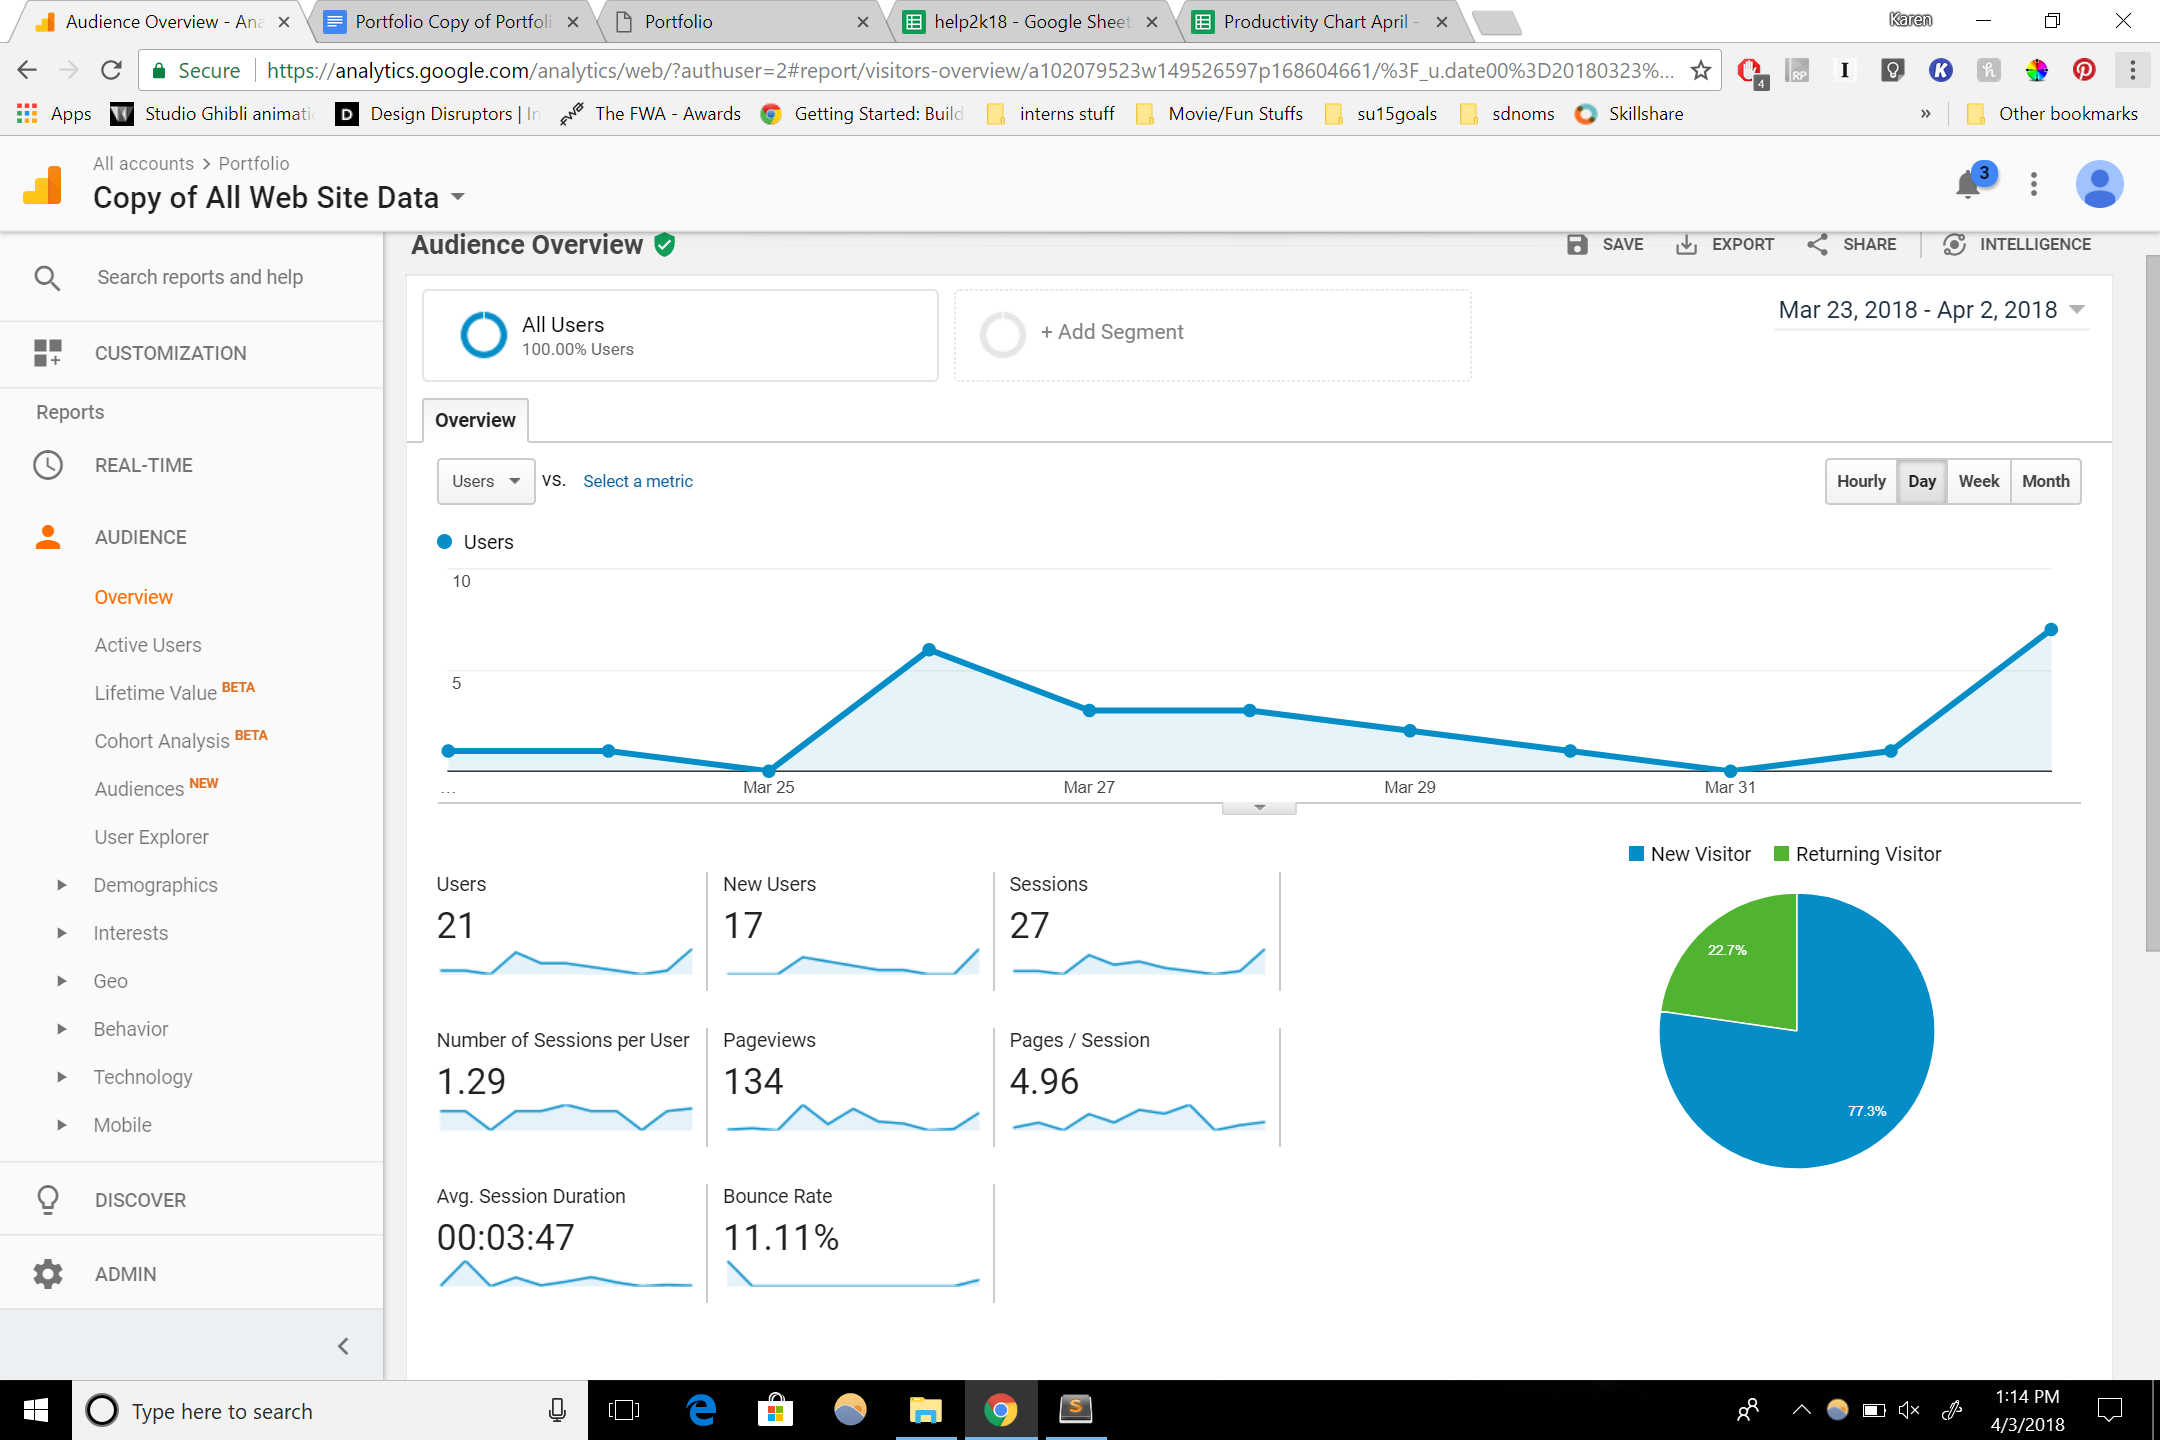 Audience Overview - Ana
Portfolio Copy of Portfoli
Portfolio
help2k18 - Google Sheet
Productivity Chart April -
Karen
Secure
https://analytics.google.com/analytics/web/?authuser=2#report/visitors-overview/a102079523w149526597p168604661/%3F_u.date00%3D20180323%...
4
RP
I
K
h
Apps
Studio Ghibli animati
D
Design Disruptors | In
The FWA - Awards
Getting Started: Build
interns stuff
Movie/Fun Stuffs
su15goals
sdnoms
Skillshare
»
Other bookmarks
All accounts > Portfolio
Copy of All Web Site Data
3
Search reports and help
CUSTOMIZATION
Reports
REAL-TIME
AUDIENCE
Overview
Active Users
Lifetime Value BETA
Cohort Analysis BETA
Audiences NEW
User Explorer
Demographics
Interests
Geo
Behavior
Technology
Mobile
DISCOVER
ADMIN
Audience Overview
SAVE
EXPORT
SHARE
INTELLIGENCE
All Users
100.00% Users
+ Add Segment
Mar 23, 2018 - Apr 2, 2018
Overview
Users
VS.
Select a metric
Hourly
Day
Week
Month
Users
10
5
...
Mar 25
Mar 27
Mar 29
Mar 31
Users
21
New Users
17
Sessions
27
Number of Sessions per User
1.29
Pageviews
134
Pages / Session
4.96
Avg. Session Duration
00:03:47
Bounce Rate
11.11%
New Visitor
Returning Visitor
22.7%
77.3%
Type here to search
S
1:14 PM
4/3/2018